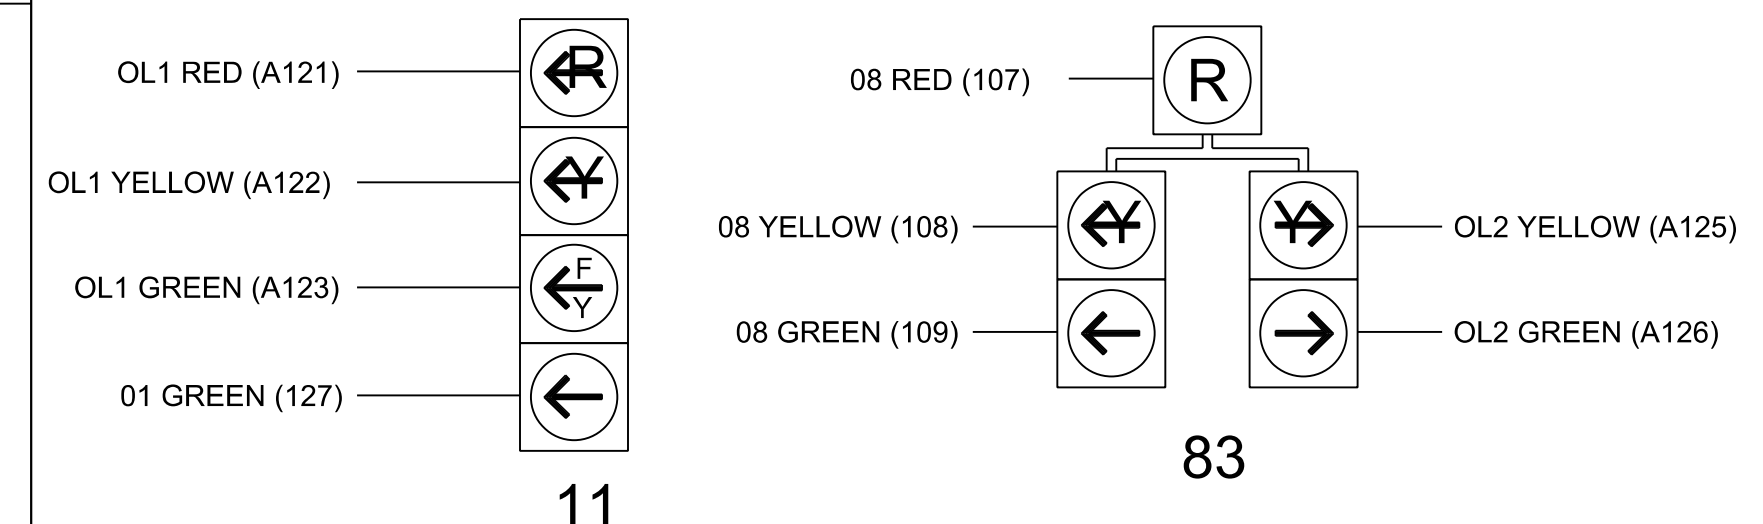 OL1 RED (A121)
R
OL1 YELLOW (A122)
Y
OL1 GREEN (A123)
F
Y
01 GREEN (127)
11
08 RED (107)
R
08 YELLOW (108)
Y
Y
OL2 YELLOW (A125)
08 GREEN (109)
OL2 GREEN (A126)
83